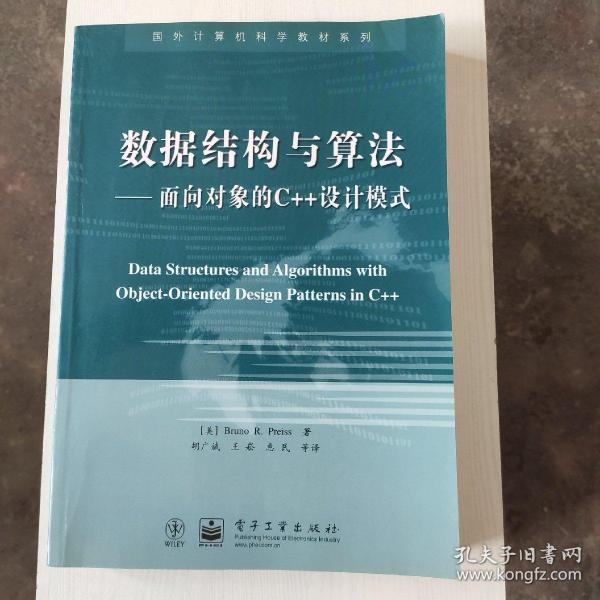 国外计算机科学教材系列
数据结构与算法
——面向对象的C++设计模式
Data Structures and Algorithms with
Object-Oriented Design Patterns in C++
[美] Bruno R. Preiss 著
胡广诚 王崧 惠民 等译
WILEY
电子工业出版社
Publishing House of Electronics Industry
www.phei.com.cn
孔夫子旧书网
www.kongfz.com